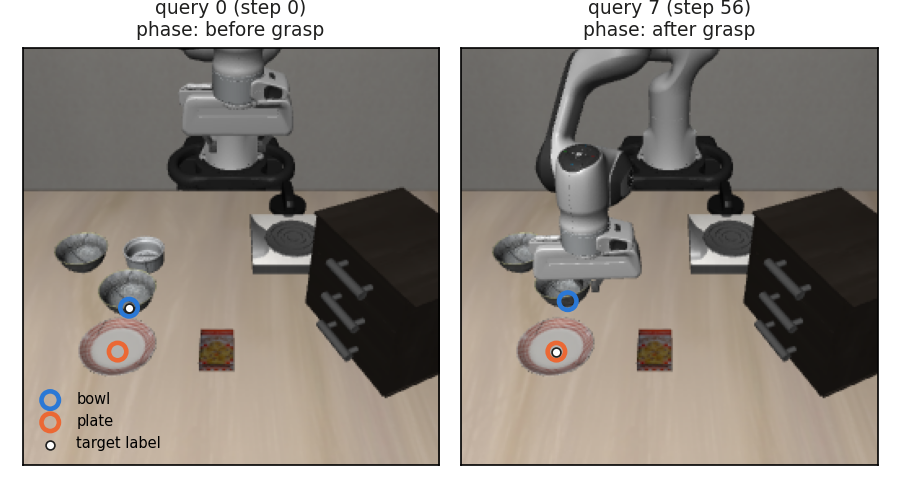 query 0 (step 0)
phase: before grasp
query 7 (step 56)
phase: after grasp
bowl
plate
target label